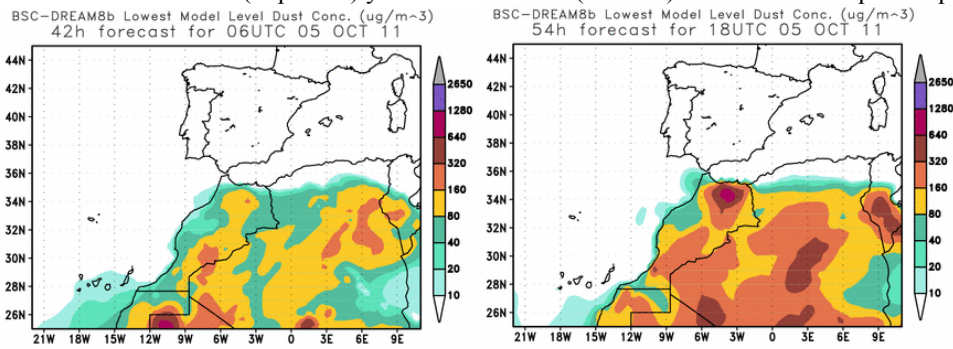 BSC-DREAM8b Lowest Model Level Dust Conc. (ug/m^3)
42h forecast for 06UTC 05 OCT 11
44N
42N
40N
38N
36N
34N
32N
30N
28N
26N
21W 18W 15W 12W 9W 6W 3W 0 3E 6E 9E
2650
1280
640
320
160
80
40
20
10
BSC-DREAM8b Lowest Model Level Dust Conc. (ug/m^3)
54h forecast for 18UTC 05 OCT 11
44N
42N
40N
38N
36N
34N
32N
30N
28N
26N
21W 18W 15W 12W 9W 6W 3W 0 3E 6E 9E
2650
1280
640
320
160
80
40
20
10